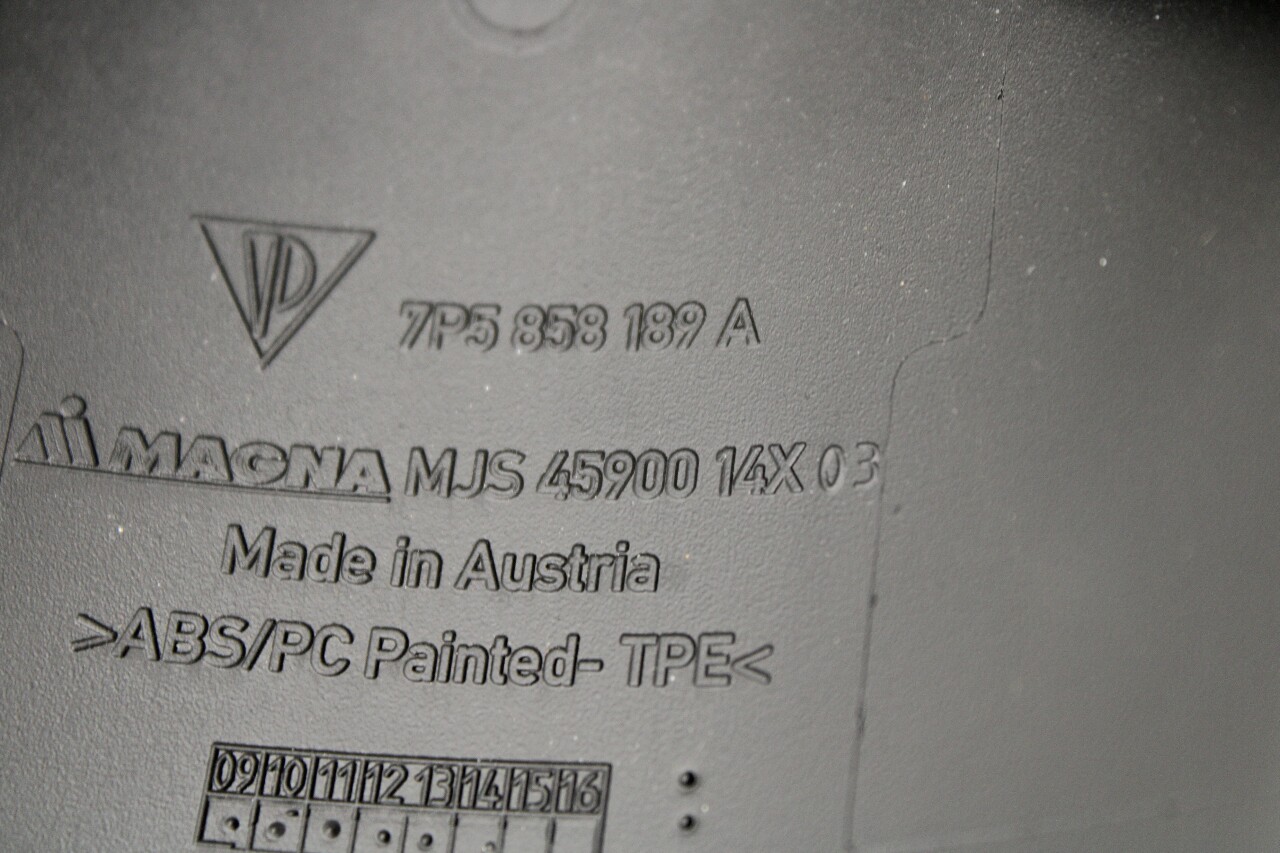 VP
7P5 858 189 A
MAGNA MJS 45900 14X 03
Made in Austria
>ABS/PC Painted- TPE<
09 10 11 12 13 14 15 16